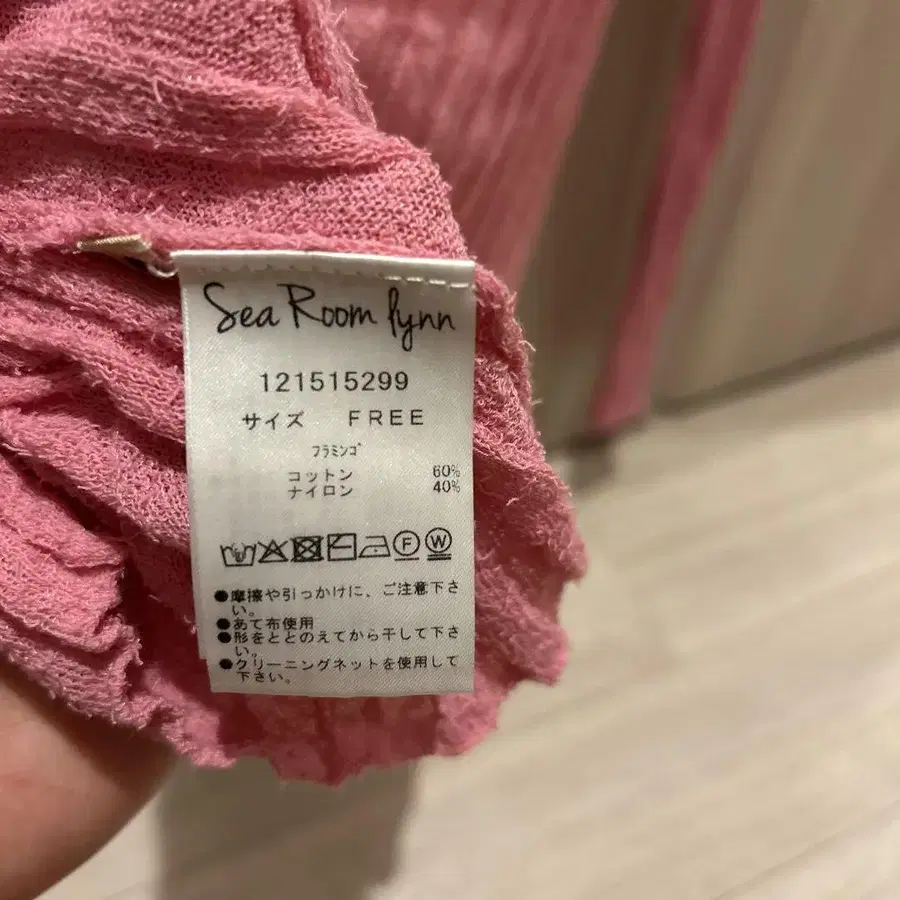 Sea Room lynn
121515299
サイズ FREE
フラミンゴ
コットン 60%
ナイロン 40%
F W
●摩擦や引っかけに、ご注意下さ
い。
●あて布使用
●形をととのえてから干して下さ
い。
●クリーニングネットを使用して
下さい。